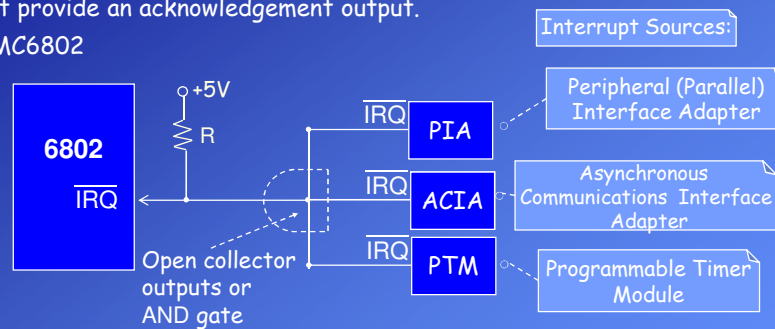 t provide an acknowledgement output.
MC6802
Interrupt Sources:
+5V
R
6802
IRQ
IRQ
PIA
Peripheral (Parallel)
Interface Adapter
IRQ
ACIA
Asynchronous
Communications Interface
Adapter
IRQ
PTM
Programmable Timer
Module
Open collector
outputs or
AND gate